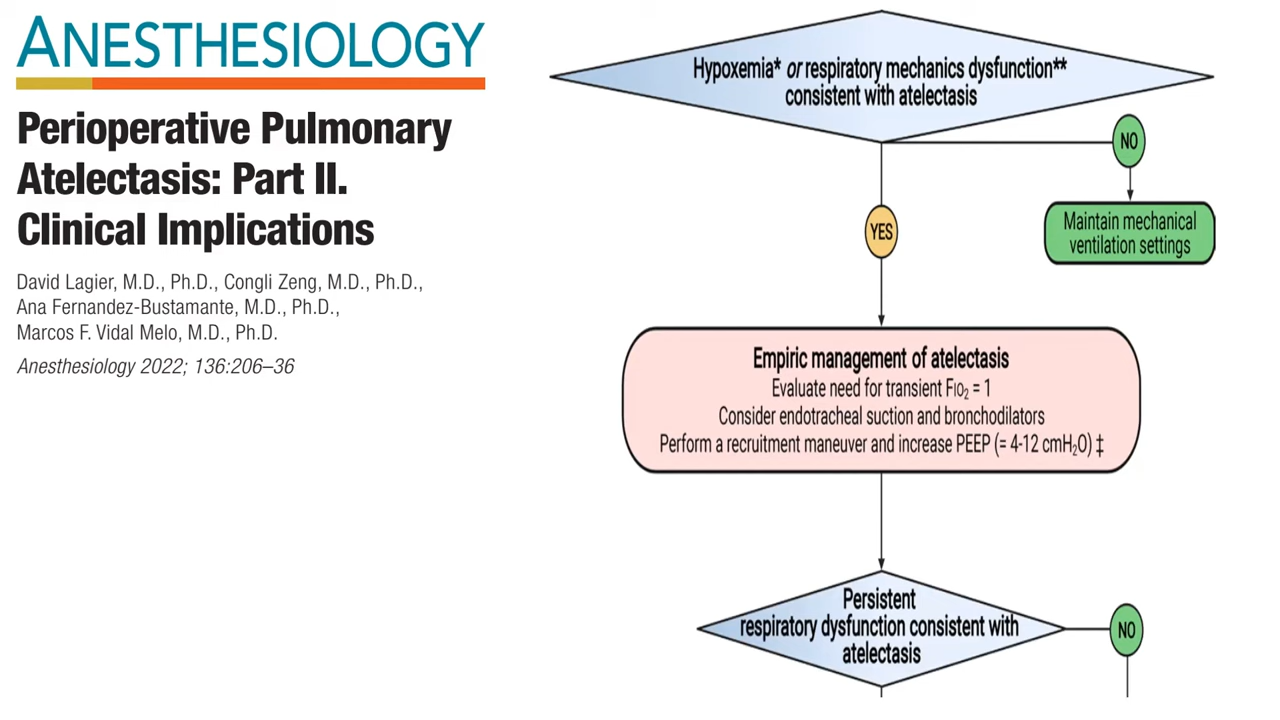 ANESTHESIOLOGY
Perioperative Pulmonary
Atelectasis: Part II.
Clinical Implications
David Lagier, M.D., Ph.D., Congli Zeng, M.D., Ph.D.,
Ana Fernandez-Bustamante, M.D., Ph.D.,
Marcos F. Vidal Melo, M.D., Ph.D.
Anesthesiology 2022; 136:206–36
Hypoxemia* or respiratory mechanics dysfunction**
consistent with atelectasis
NO
Maintain mechanical
ventilation settings
YES
Empiric management of atelectasis
Evaluate need for transient FIO₂ = 1
Consider endotracheal suction and bronchodilators
Perform a recruitment maneuver and increase PEEP (= 4-12 cmH₂O) ‡
Persistent
respiratory dysfunction consistent with
atelectasis
NO